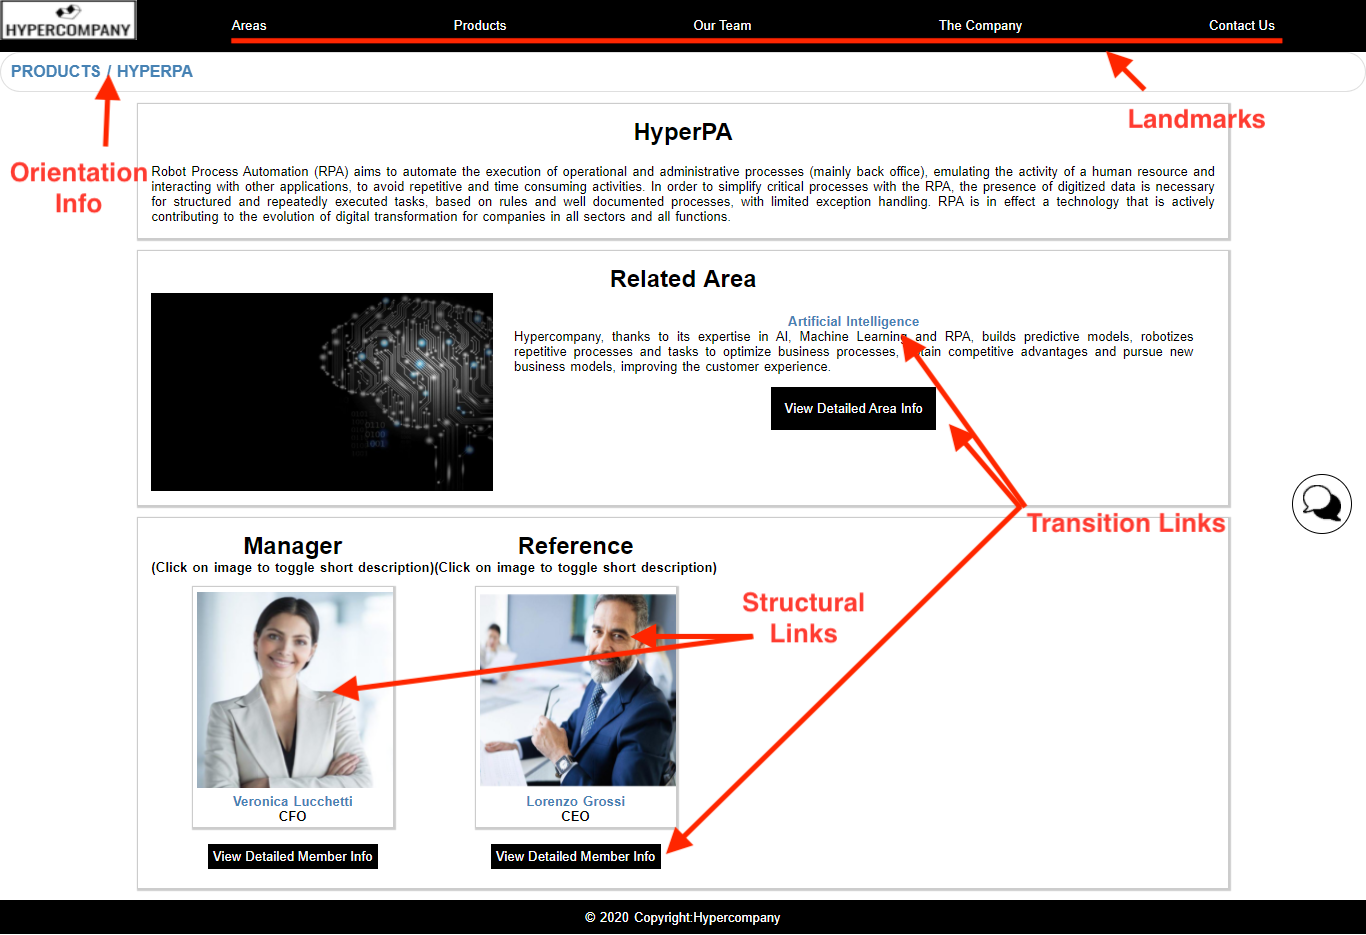 HYPERCOMPANY
Areas Products Our Team The Company Contact Us
PRODUCTS / HYPERPA
Landmarks
Orientation
Info
HyperPA
Robot Process Automation (RPA) aims to automate the execution of operational and administrative processes (mainly back office), emulating the activity of a human resource and
interacting with other applications, to avoid repetitive and time consuming activities. In order to simplify critical processes with the RPA, the presence of digitized data is necessary
for structured and repeatedly executed tasks, based on rules and well documented processes, with limited exception handling. RPA is in effect a technology that is actively
contributing to the evolution of digital transformation for companies in all sectors and all functions.
Related Area
Artificial Intelligence
Hypercompany, thanks to its expertise in AI, Machine Learning and RPA, builds predictive models, robotizes
repetitive processes and tasks to optimize business processes, competitive advantages and pursue new
business models, improving the customer experience.
View Detailed Area Info
Transition Links
Manager Reference
(Click on image to toggle short description)(Click on image to toggle short description)
Structural
Links
Veronica Lucchetti
CFO
View Detailed Member Info
Lorenzo Grossi
CEO
View Detailed Member Info
© 2020 Copyright:Hypercompany